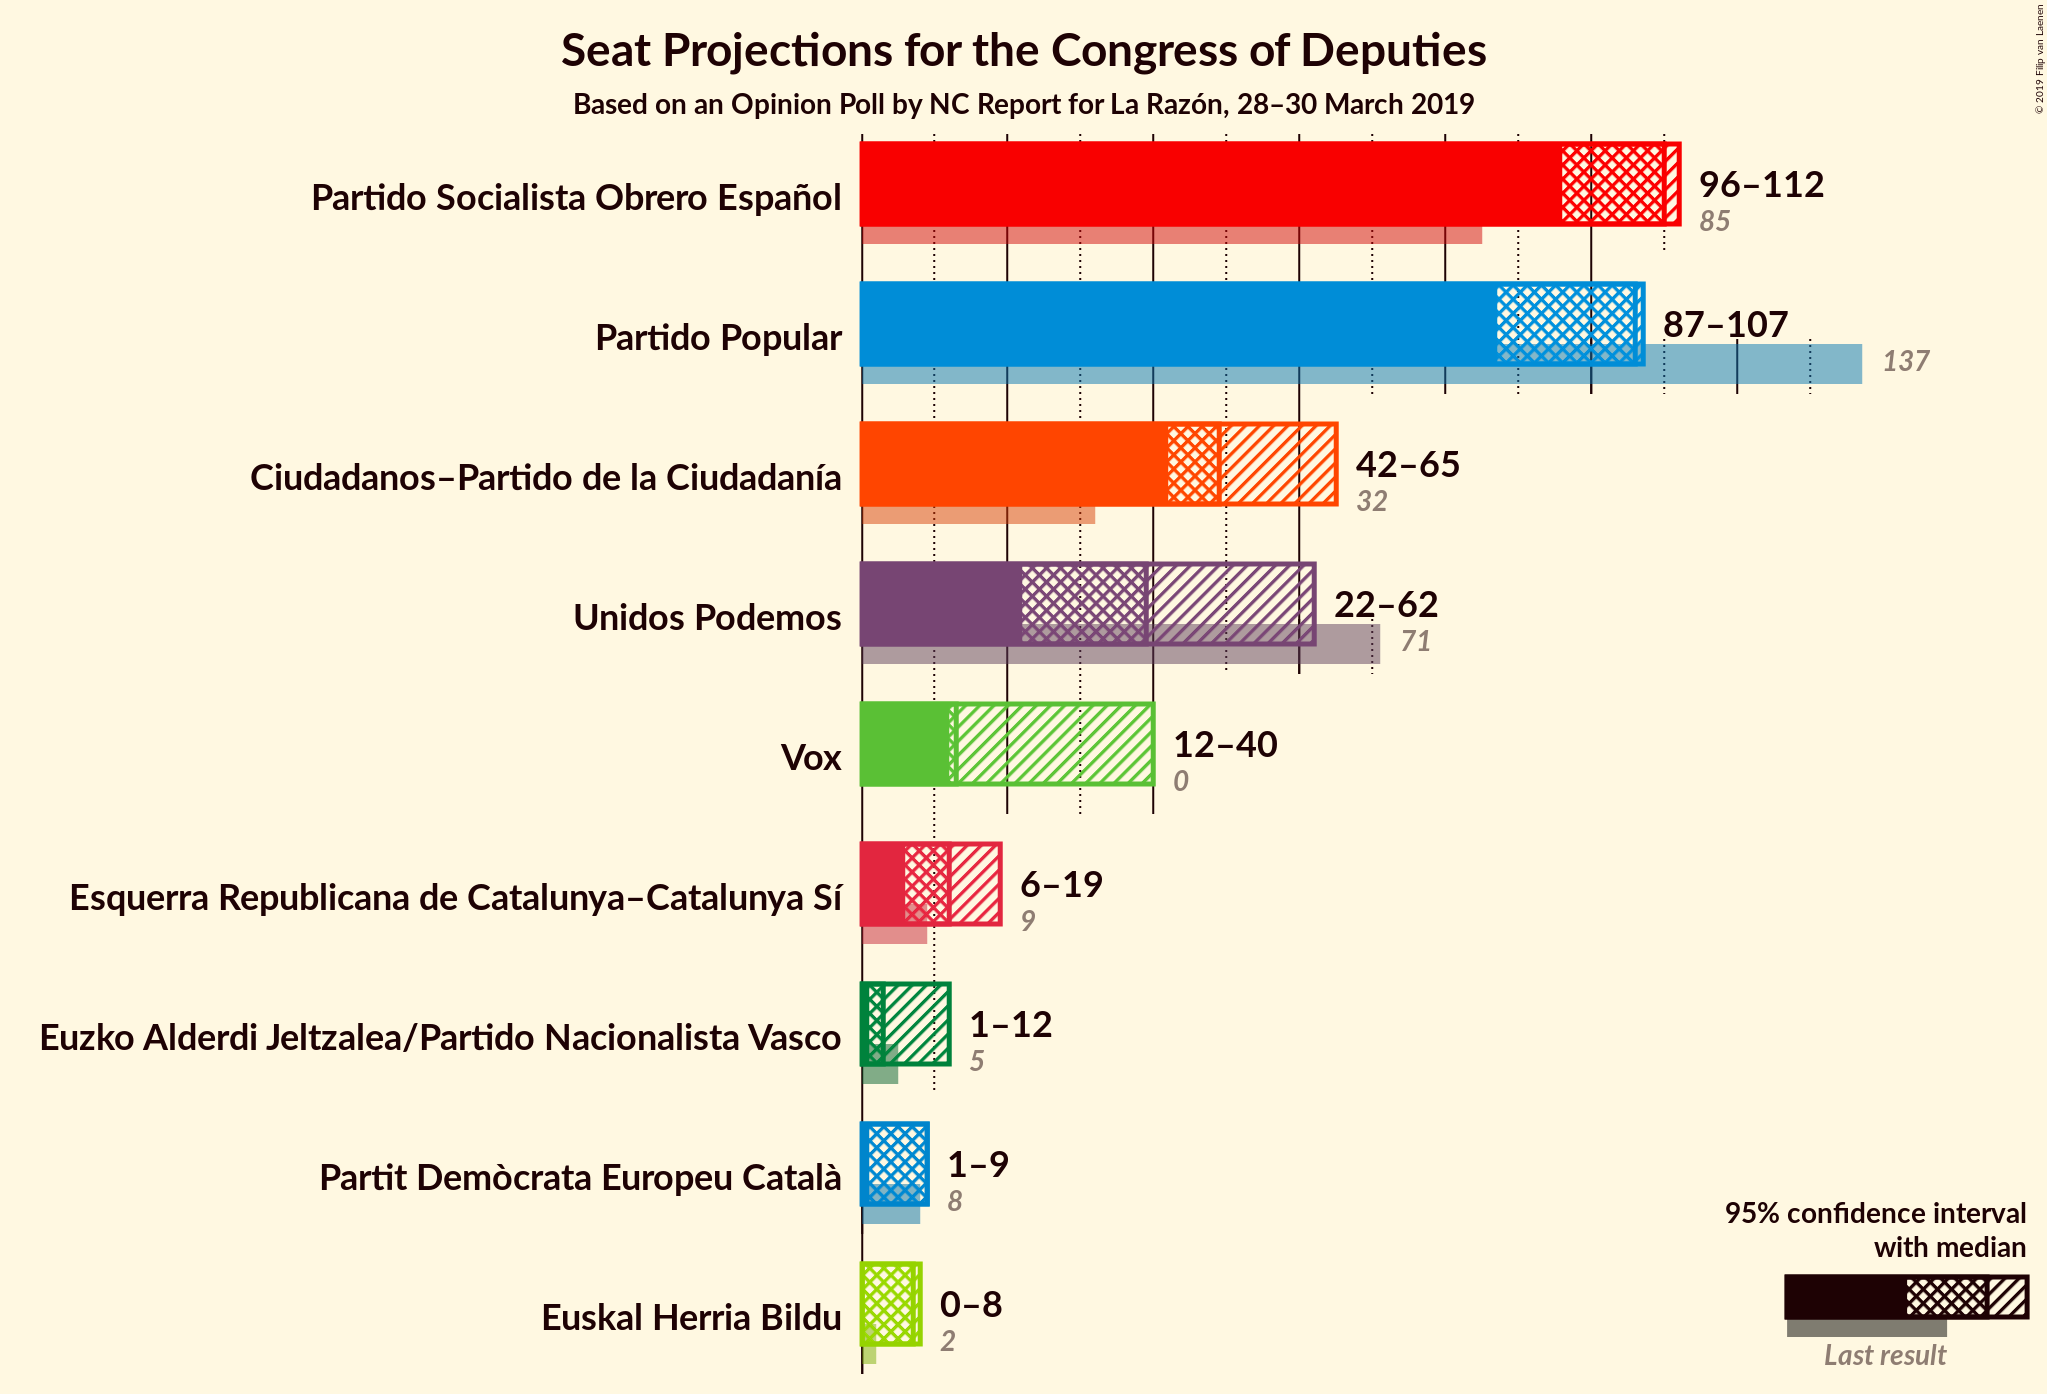 Seat Projections for the Congress of Deputies
Based on an Opinion Poll by NC Report for La Razón, 28–30 March 2019
© 2019 Filip van Laenen
Partido Socialista Obrero Español
96–112
85
Partido Popular
87–107
137
Ciudadanos–Partido de la Ciudadanía
42–65
32
Unidos Podemos
22–62
71
Vox
12–40
0
Esquerra Republicana de Catalunya–Catalunya Sí
6–19
9
Euzko Alderdi Jeltzalea/Partido Nacionalista Vasco
1–12
5
Partit Demòcrata Europeu Català
1–9
8
Euskal Herria Bildu
0–8
2
95% confidence interval
with median
Last result